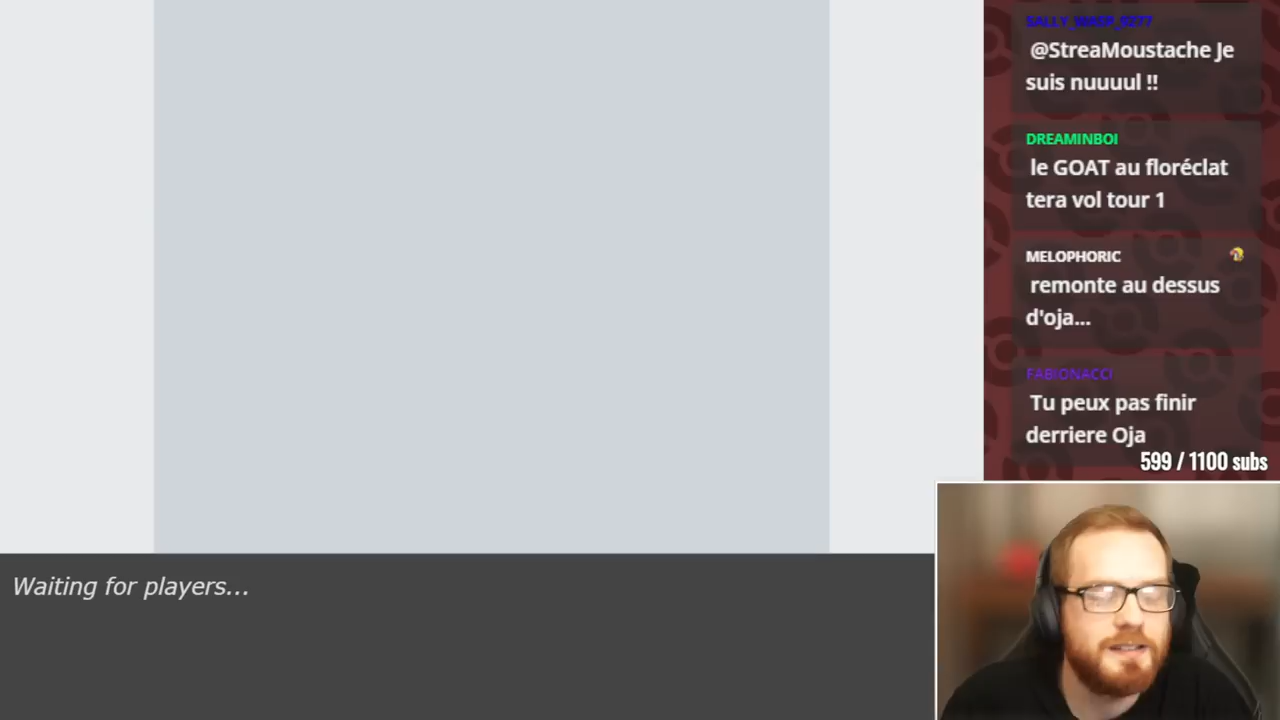 @StreaMoustache Je
suis nuuuul !!
DREAMINBOI
le GOAT au floréclat
tera vol tour 1
MELOPHORIC
remonte au dessus
d'oja...
FABIONACCI
Tu peux pas finir
derriere Oja
599 / 1100 subs
Waiting for players...